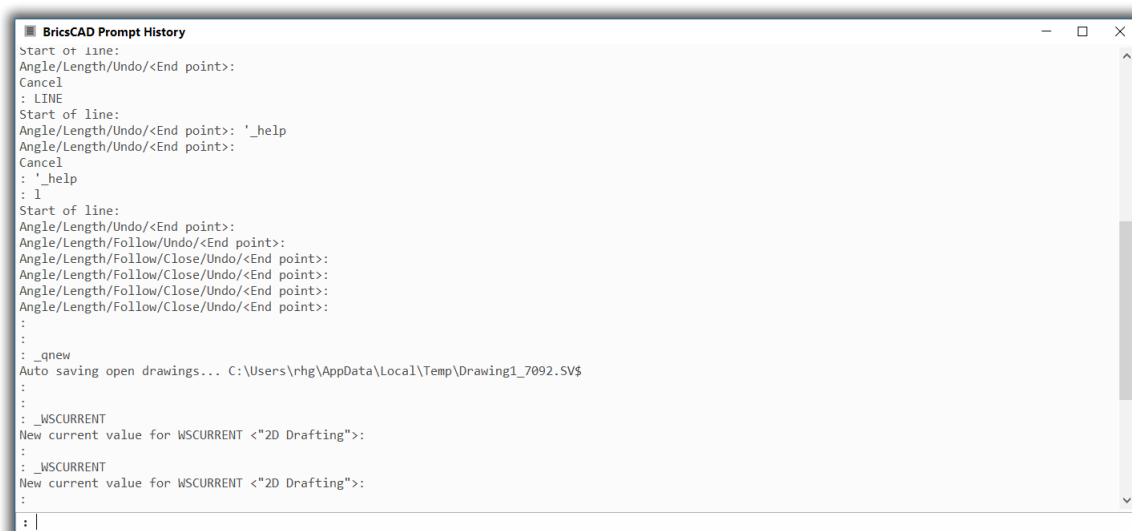 BricsCAD Prompt History
Start of line:
Angle/Length/Undo/<End point>:
Cancel
: LINE
Start of line:
Angle/Length/Undo/<End point>: '_help
Angle/Length/Undo/<End point>:
Cancel
: '_help
: l
Start of line:
Angle/Length/Undo/<End point>:
Angle/Length/Follow/Undo/<End point>:
Angle/Length/Follow/Close/Undo/<End point>:
Angle/Length/Follow/Close/Undo/<End point>:
Angle/Length/Follow/Close/Undo/<End point>:
Angle/Length/Follow/Close/Undo/<End point>:
:
:
: _qnew
Auto saving open drawings... C:\Users\rhg\AppData\Local\Temp\Drawing1_7092.SV$
:
:
: _WSCURRENT
New current value for WSCURRENT <"2D Drafting">:
:
: _WSCURRENT
New current value for WSCURRENT <"2D Drafting">:
:
: